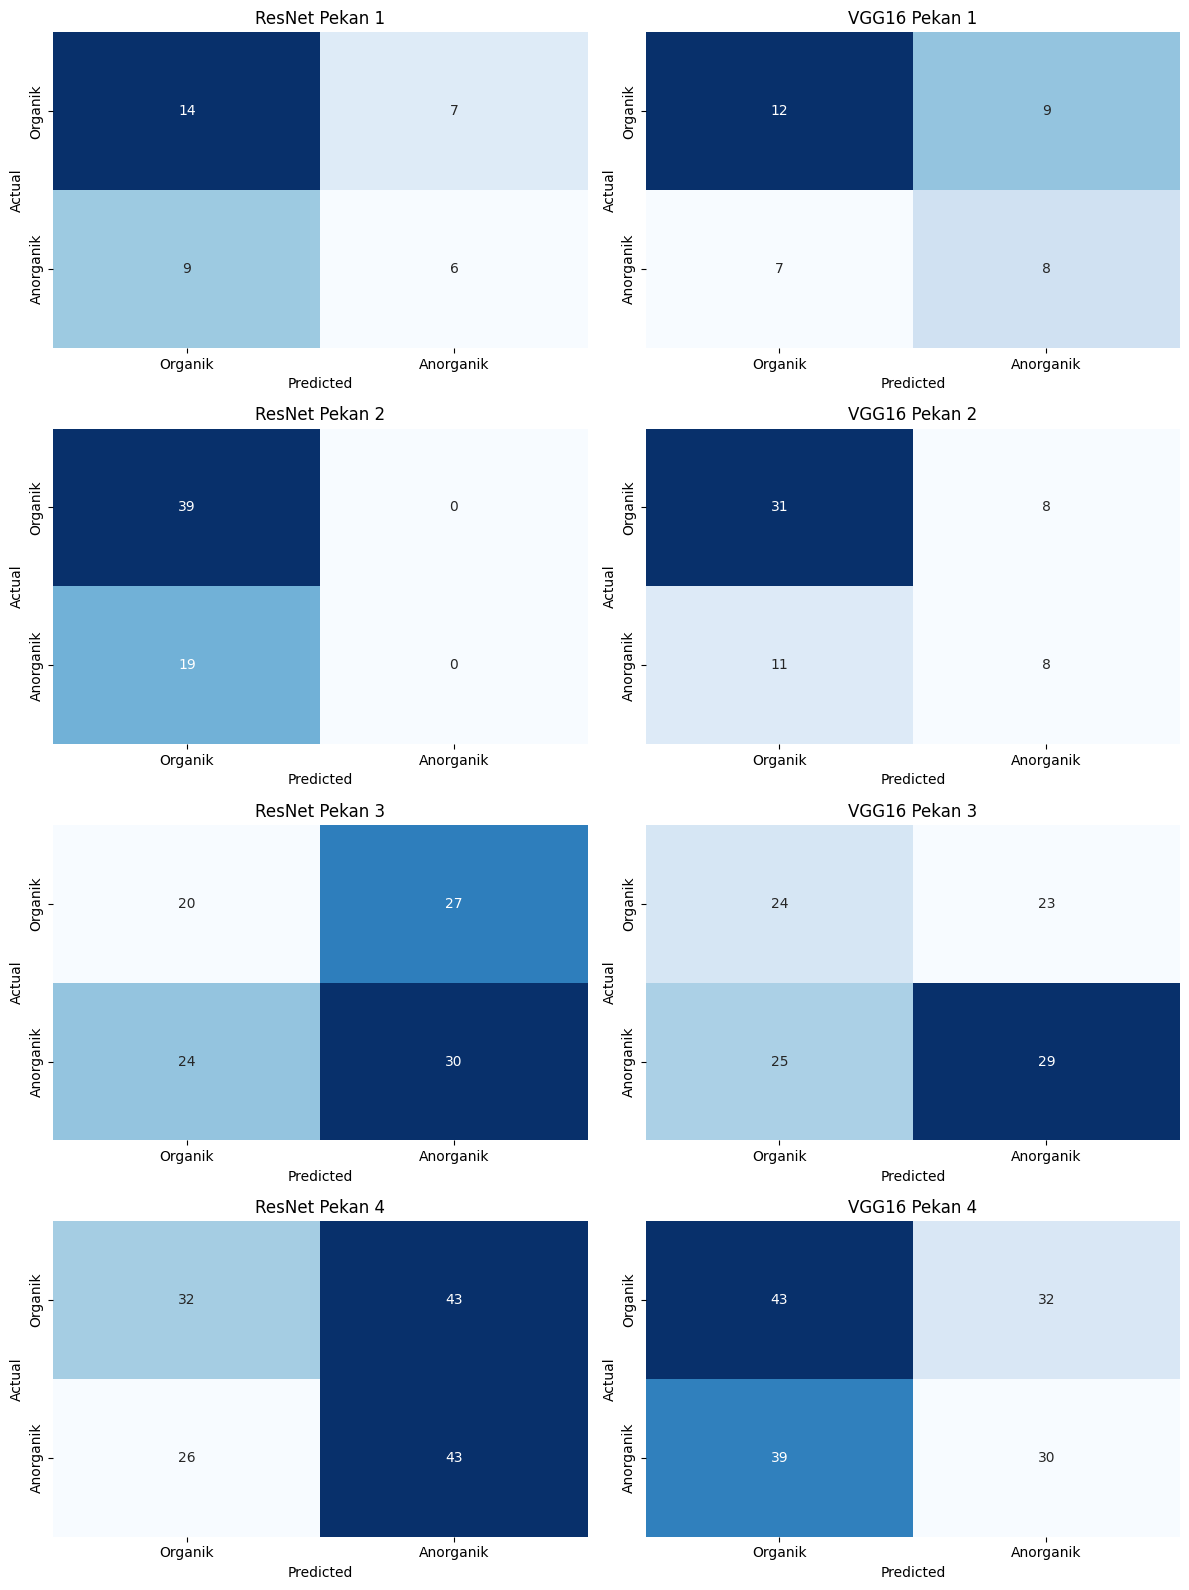 ResNet Pekan 1
Actual
Organik
14
7
Anorganik
9
6
Organik
Anorganik
Predicted
VGG16 Pekan 1
Actual
Organik
12
9
Anorganik
7
8
Organik
Anorganik
Predicted
ResNet Pekan 2
Actual
Organik
39
0
Anorganik
19
0
Organik
Anorganik
Predicted
VGG16 Pekan 2
Actual
Organik
31
8
Anorganik
11
8
Organik
Anorganik
Predicted
ResNet Pekan 3
Actual
Organik
20
27
Anorganik
24
30
Organik
Anorganik
Predicted
VGG16 Pekan 3
Actual
Organik
24
23
Anorganik
25
29
Organik
Anorganik
Predicted
ResNet Pekan 4
Actual
Organik
32
43
Anorganik
26
43
Organik
Anorganik
Predicted
VGG16 Pekan 4
Actual
Organik
43
32
Anorganik
39
30
Organik
Anorganik
Predicted